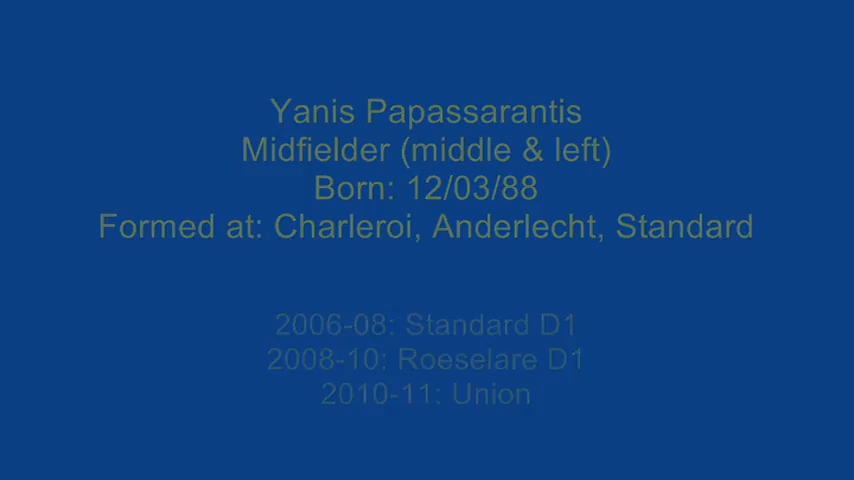 Yanis Papassarantis
Midfielder (middle & left)
Born: 12/03/88
Formed at: Charleroi, Anderlecht, Standard
2006-08: Standard D1
2008-10: Roeselare D1
2010-11: Union